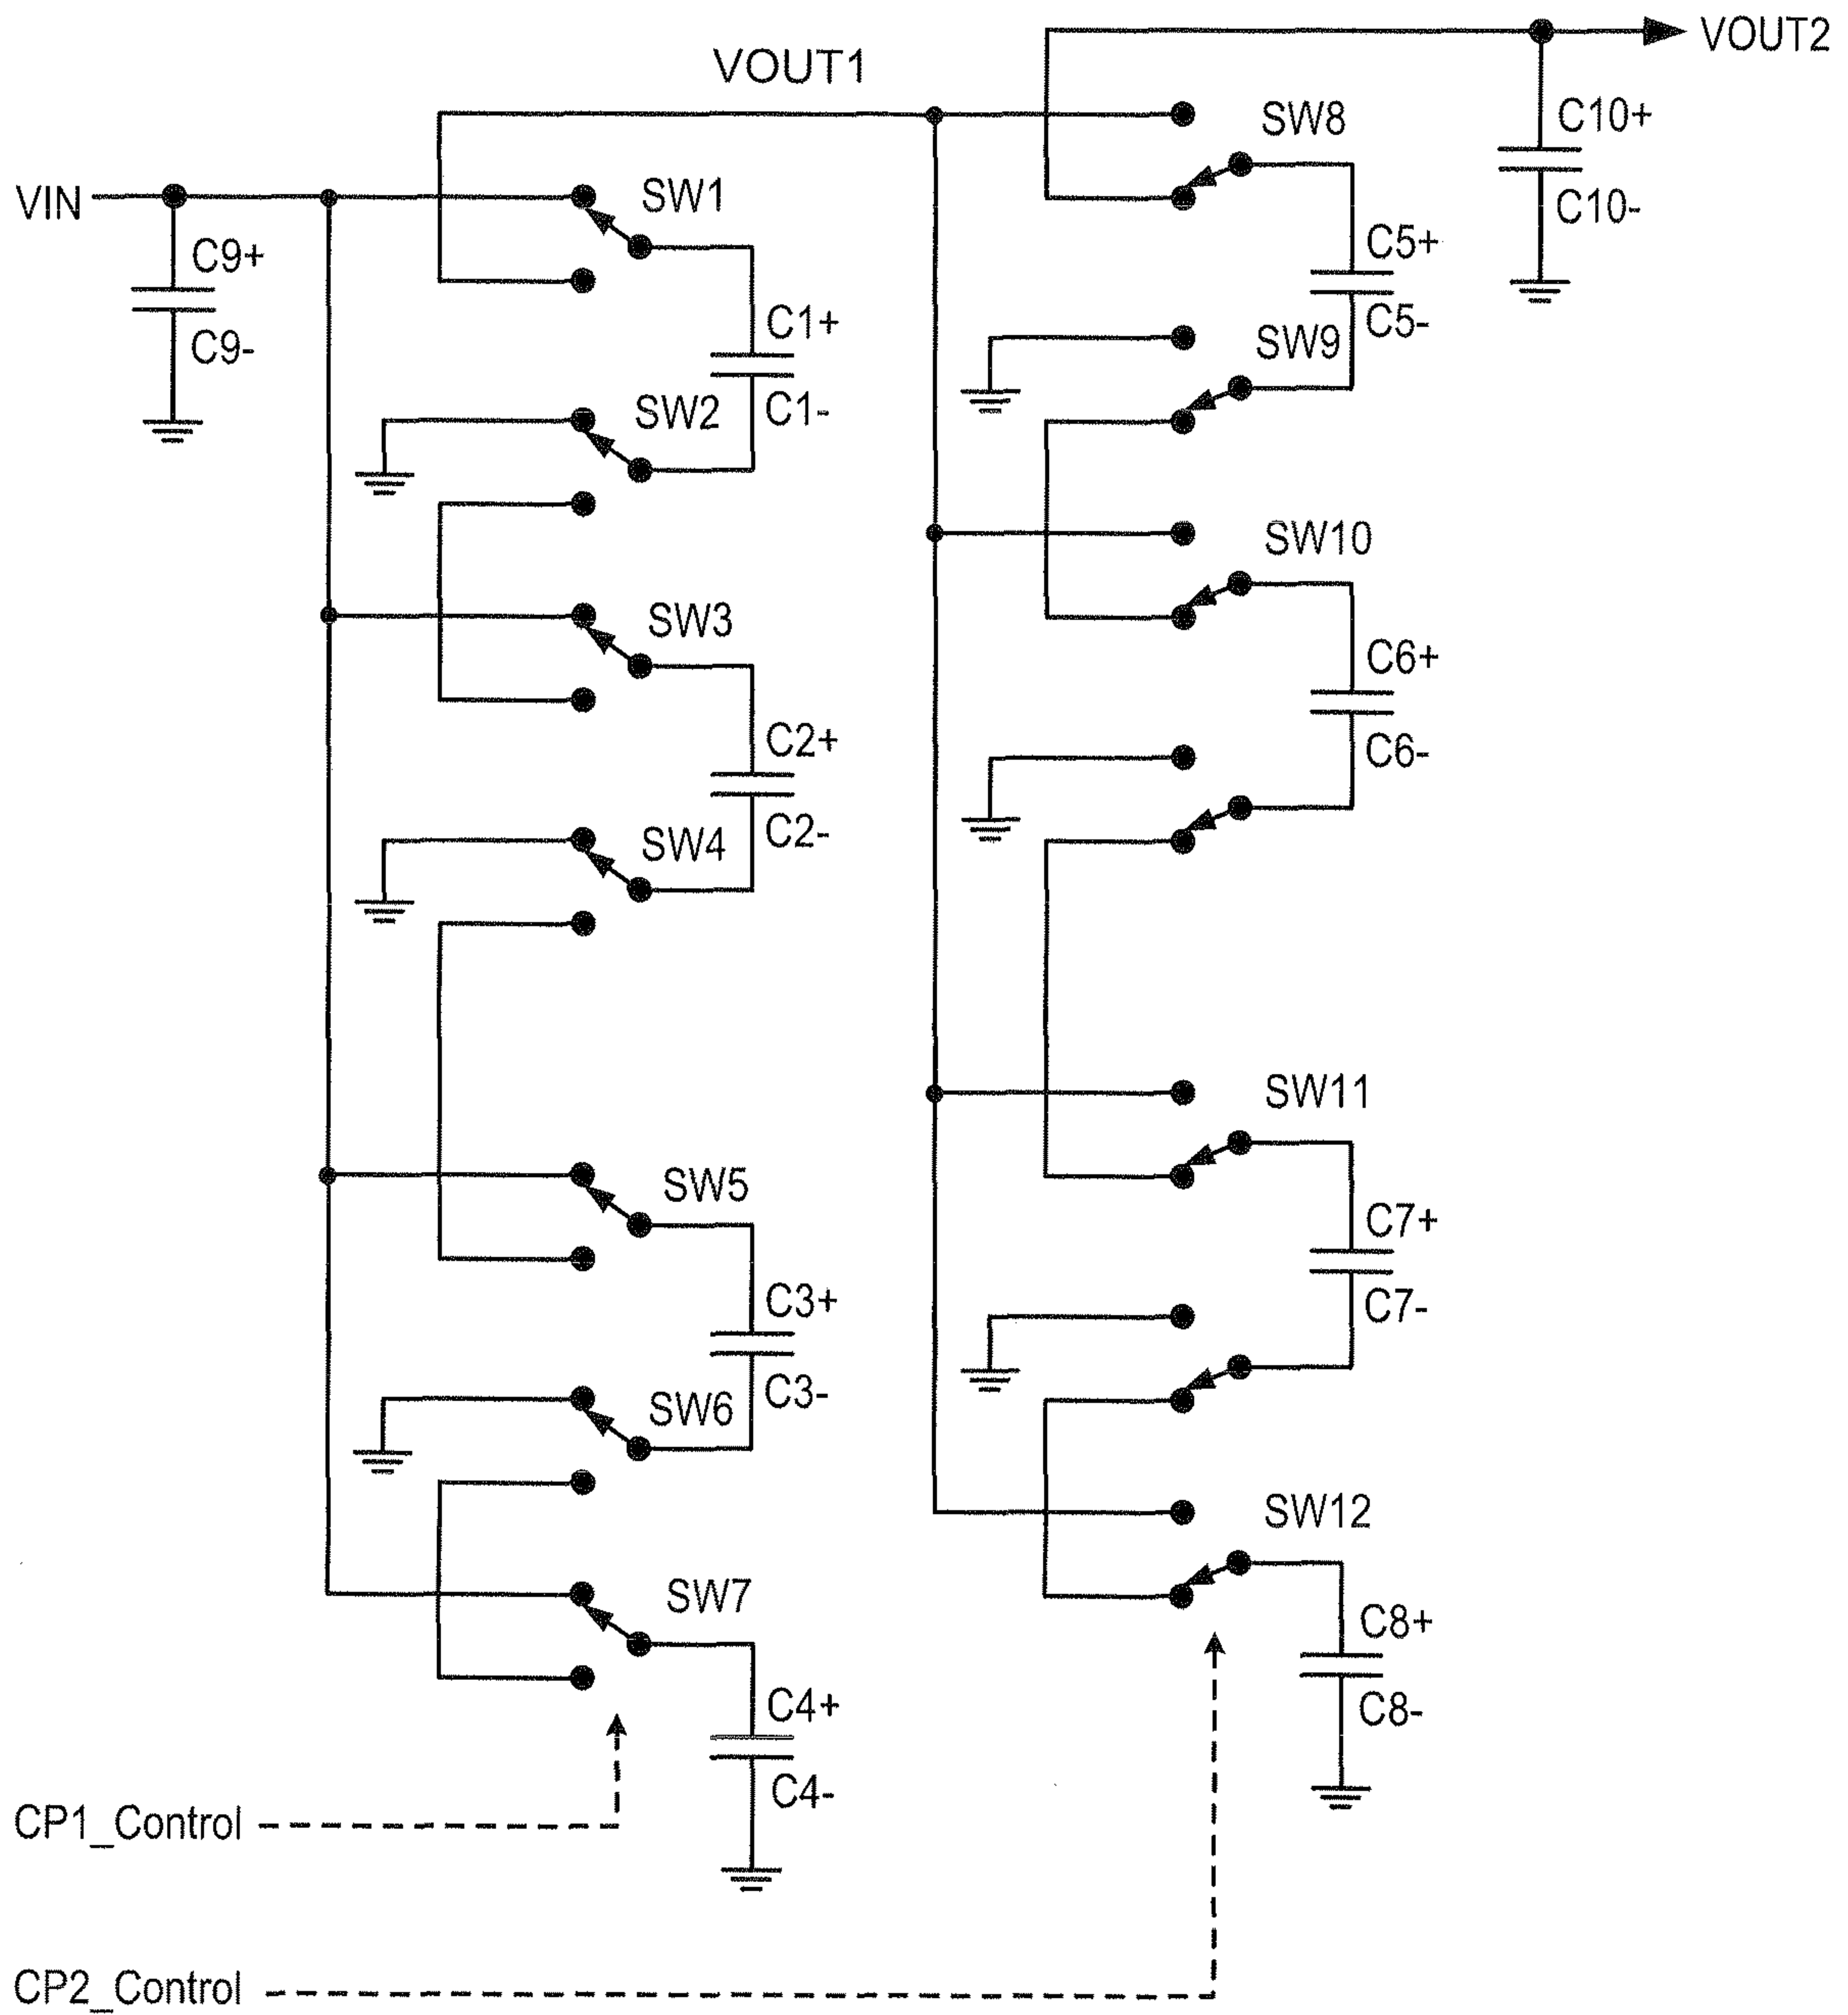 VOUT2
VOUT1
C10+
SW8
SW1
VIN
C10-
C5+
C9+
C5-
C1+
SW9
C9-
C1-
SW2
SW10
SW3
C6+
C2+
C6-
C2-
SW4
SW11
SW5
C7+
C3+
C7-
C3-
SW6
SW12
SW7
C8+
C4+
C8-
C4-
CP1_Control
CP2_Control